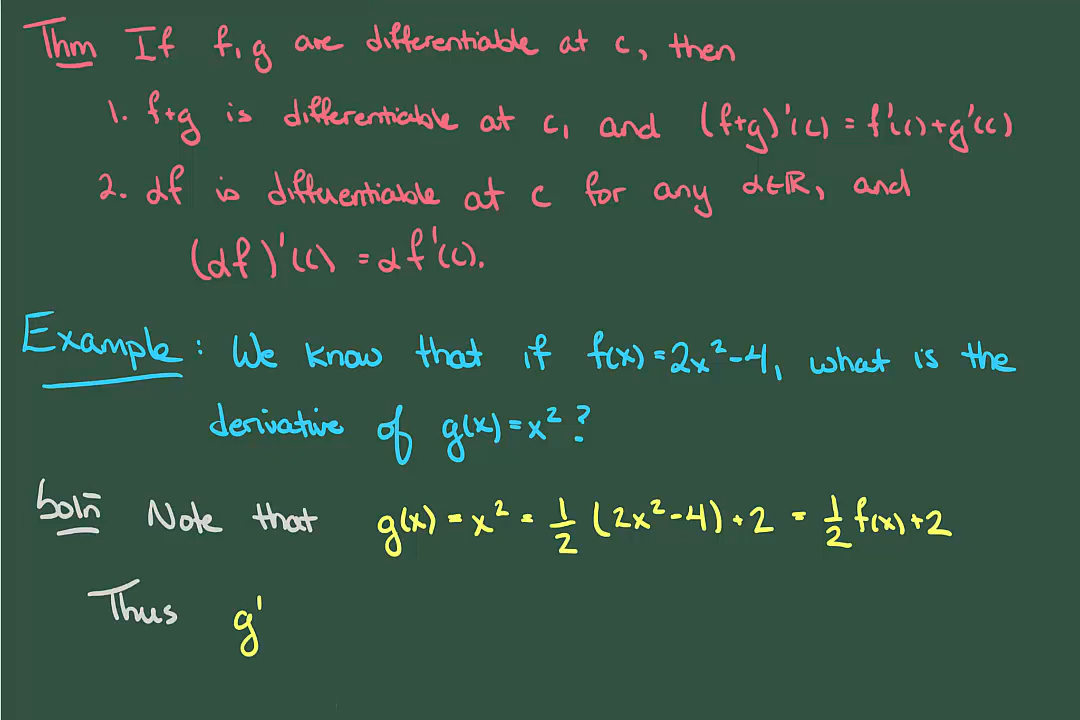 Thm If f, g are differentiable at c, then
1. f+g is differentiable at c, and (f+g)'(c) = f'(c)+g'(c)
2. αf is differentiable at c for any α∈ℝ, and
(αf)'(c) = αf'(c).
Example: We know that if f(x)=2x²-4, what is the
derivative of g(x)=x²?
Soln Note that g(x) = x² = 1/2 (2x²-4)+2 = 1/2 f(x)+2
Thus g'